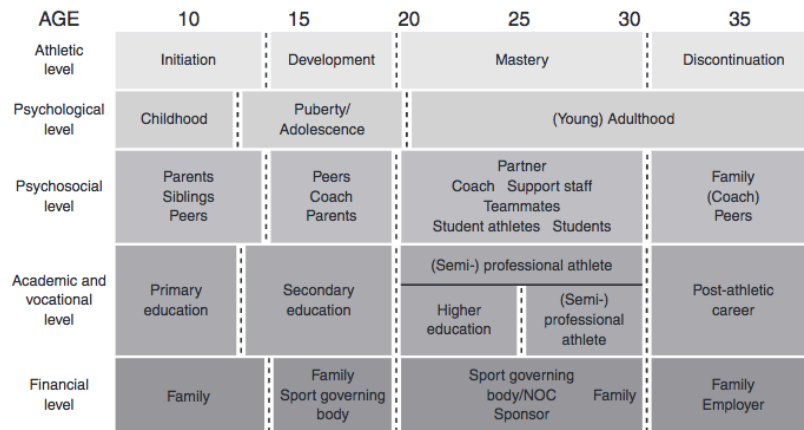 AGE 10 15 20 25 30 35
Athletic
level
Initiation
Development
Mastery
Discontinuation
Psychological
level
Childhood
Puberty/
Adolescence
(Young) Adulthood
Psychosocial
level
Parents
Siblings
Peers
Peers
Coach
Parents
Partner
Coach Support staff
Teammates
Student athletes Students
Family
(Coach)
Peers
Academic and
vocational
level
Primary
education
Secondary
education
(Semi-) professional athlete
Higher
education
(Semi-)
professional
athlete
Post-athletic
career
Financial
level
Family
Family
Sport governing
body
Sport governing
body/NOC
Sponsor
Family
Family
Employer